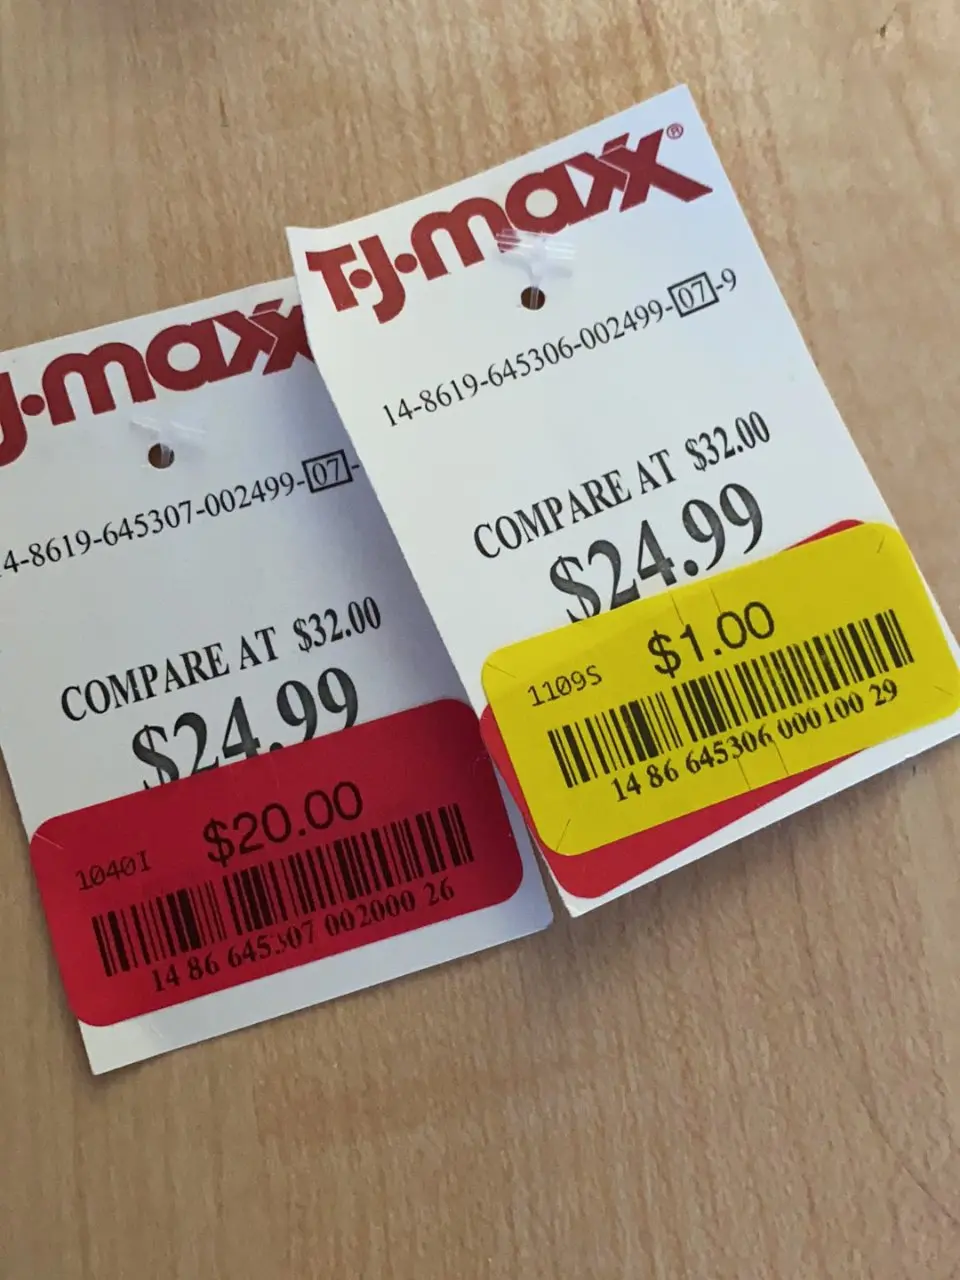 T·J·maxx®
14-8619-645306-002499-07-9
COMPARE AT $32.00
$24.99
1109S $1.00
14 86 645306 000100 29
J·maxx
4-8619-645307-002499-07-
COMPARE AT $32.00
$24.99
1040I $20.00
14 86 645307 002000 26